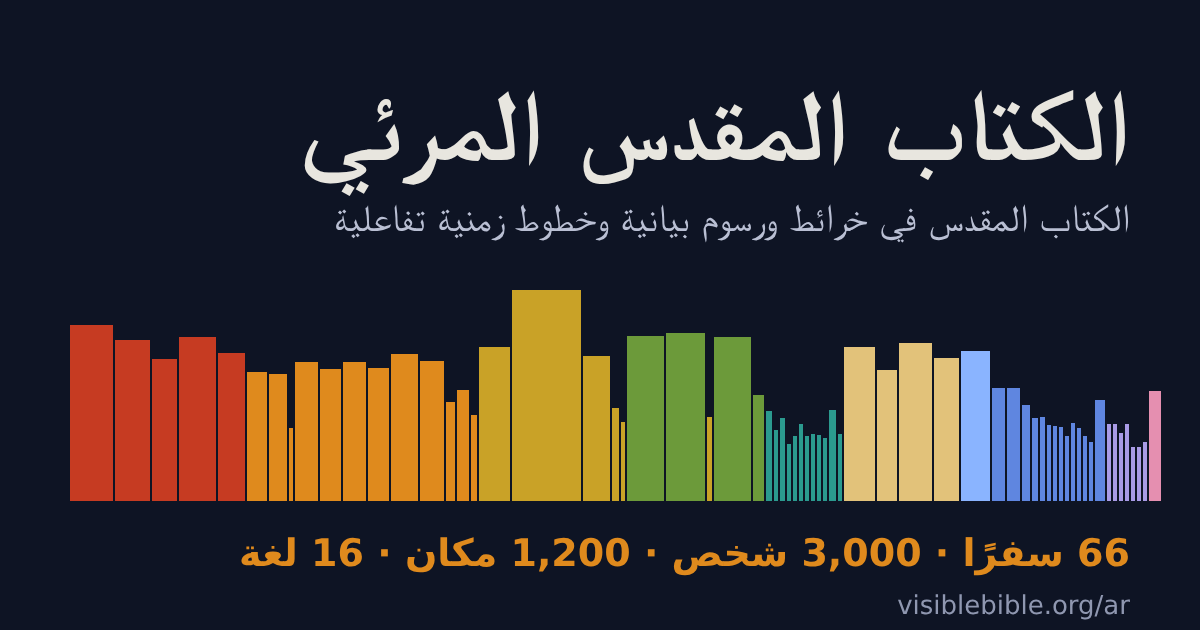 الكتاب المقدس المرئي
الكتاب المقدس في خرائط ورسوم بيانية وخطوط زمنية تفاعلية
66 سفرًا · 3,000 شخص · 1,200 مكان · 16 لغة
visiblebible.org/ar